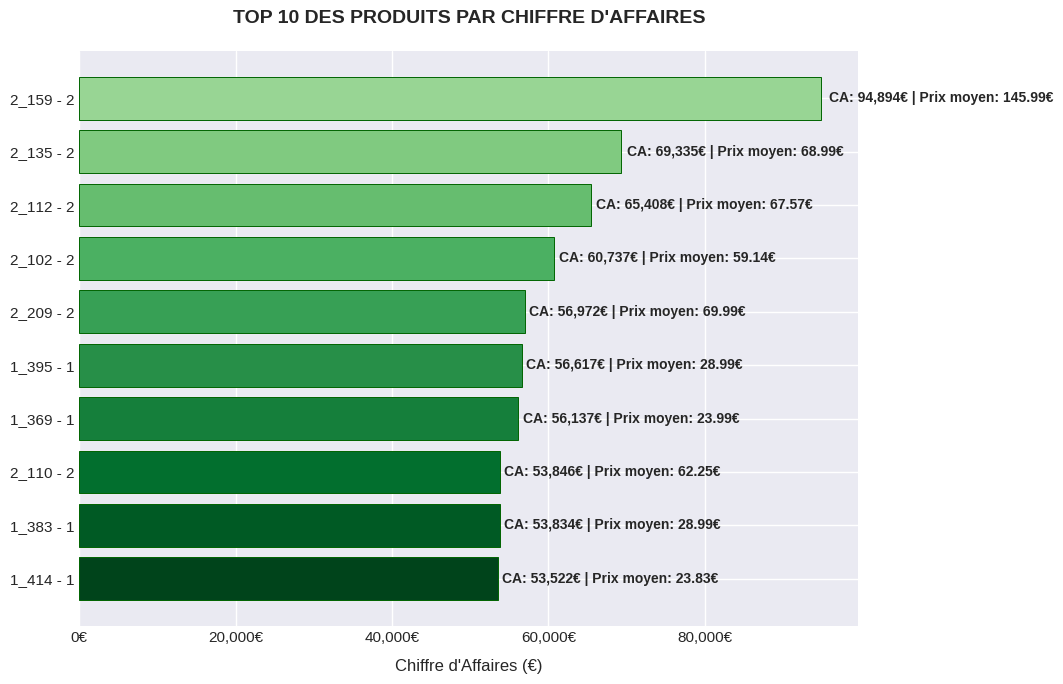 TOP 10 DES PRODUITS PAR CHIFFRE D'AFFAIRES
2_159 - 2 CA: 94,894€ | Prix moyen: 145.99€
2_135 - 2 CA: 69,335€ | Prix moyen: 68.99€
2_112 - 2 CA: 65,408€ | Prix moyen: 67.57€
2_102 - 2 CA: 60,737€ | Prix moyen: 59.14€
2_209 - 2 CA: 56,972€ | Prix moyen: 69.99€
1_395 - 1 CA: 56,617€ | Prix moyen: 28.99€
1_369 - 1 CA: 56,137€ | Prix moyen: 23.99€
2_110 - 2 CA: 53,846€ | Prix moyen: 62.25€
1_383 - 1 CA: 53,834€ | Prix moyen: 28.99€
1_414 - 1 CA: 53,522€ | Prix moyen: 23.83€
0€ 20,000€ 40,000€ 60,000€ 80,000€
Chiffre d'Affaires (€)